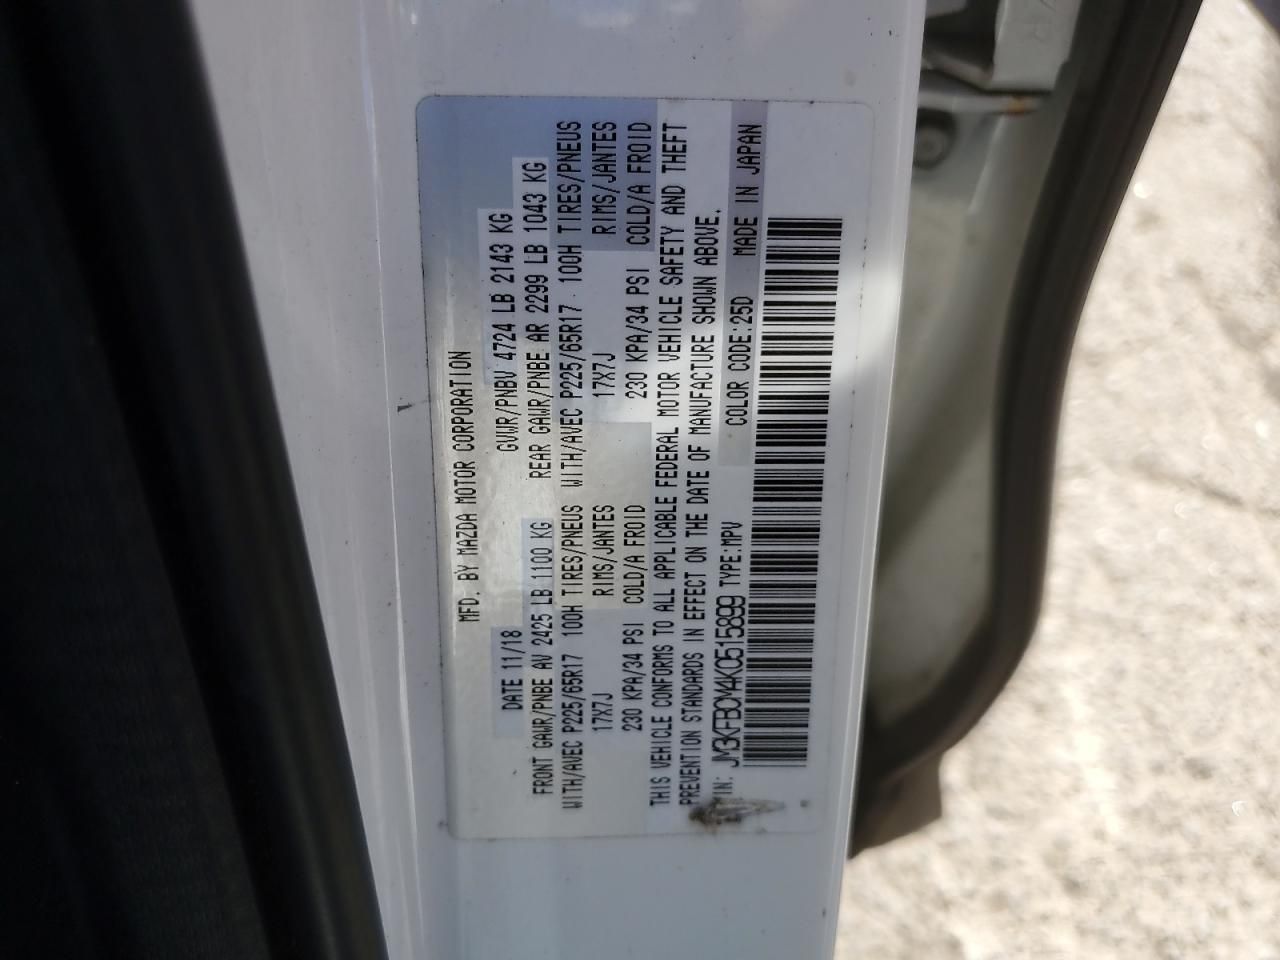 MFD. BY MAZDA MOTOR CORPORATION
DATE 11/18 GVWR/PNBV 4724 LB 2143 KG
FRONT GAWR/PNBE AV 2425 LB 1100 KG REAR GAWR/PNBE AR 2299 LB 1043 KG
WITH/AVEC P225/65R17 100H TIRES/PNEUS WITH/AVEC P225/65R17 100H TIRES/PNEUS
17X7J RIMS/JANTES 17X7J RIMS/JANTES
230 KPA/34 PSI COLD/A FROID 230 KPA/34 PSI COLD/A FROID
THIS VEHICLE CONFORMS TO ALL APPLICABLE FEDERAL MOTOR VEHICLE SAFETY AND THEFT
PREVENTION STANDARDS IN EFFECT ON THE DATE OF MANUFACTURE SHOWN ABOVE.
JM3KFBCM4K0515899 TYPE:MPV COLOR CODE:25D MADE IN JAPAN